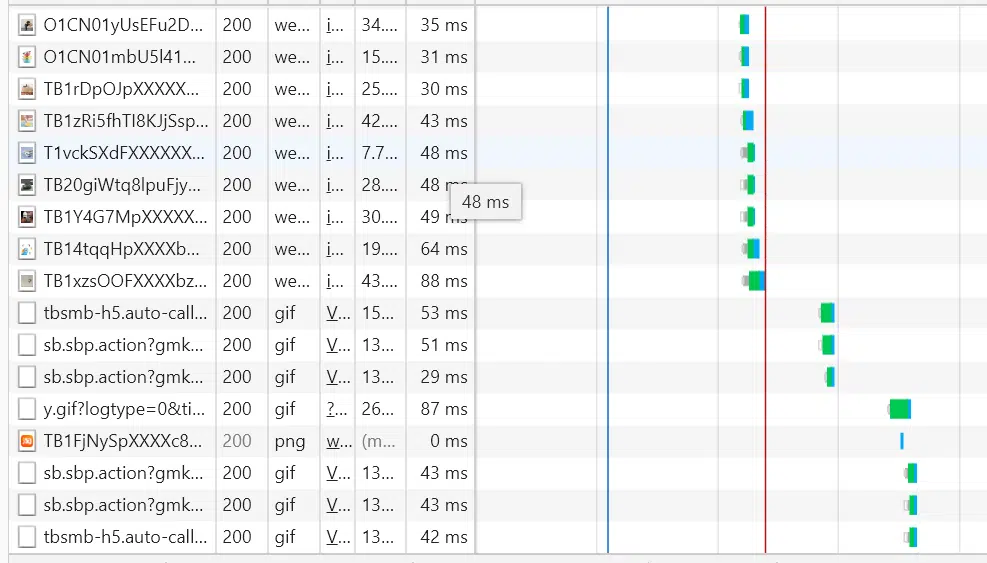 O1CN01yUsEFu2D... 200 we... i... 34.... 35 ms
O1CN01mbU5l41... 200 we... i... 15.... 31 ms
TB1rDpOJpXXXXX... 200 we... i... 25.... 30 ms
TB1zRi5fhTI8KJjSsp... 200 we... i... 42.... 43 ms
T1vckSXdFXXXXXX... 200 we... i... 7.7... 48 ms
TB20giWtq8lpuFjy... 200 we... i... 28.... 48 ms
48 ms
TB1Y4G7MpXXXXX... 200 we... i... 30.... 49 ms
TB14tqqHpXXXXb... 200 we... i... 19.... 64 ms
TB1xzsOOFXXXXbz... 200 we... i... 43.... 88 ms
tbsmb-h5.auto-call... 200 gif V... 15... 53 ms
sb.sbp.action?gmk... 200 gif V... 13... 51 ms
sb.sbp.action?gmk... 200 gif V... 13... 29 ms
y.gif?logtype=0&ti... 200 gif ?... 26... 87 ms
TB1FjNySpXXXXc8... 200 png w... (m... 0 ms
sb.sbp.action?gmk... 200 gif V... 13... 43 ms
sb.sbp.action?gmk... 200 gif V... 13... 43 ms
tbsmb-h5.auto-call... 200 gif V... 13... 42 ms